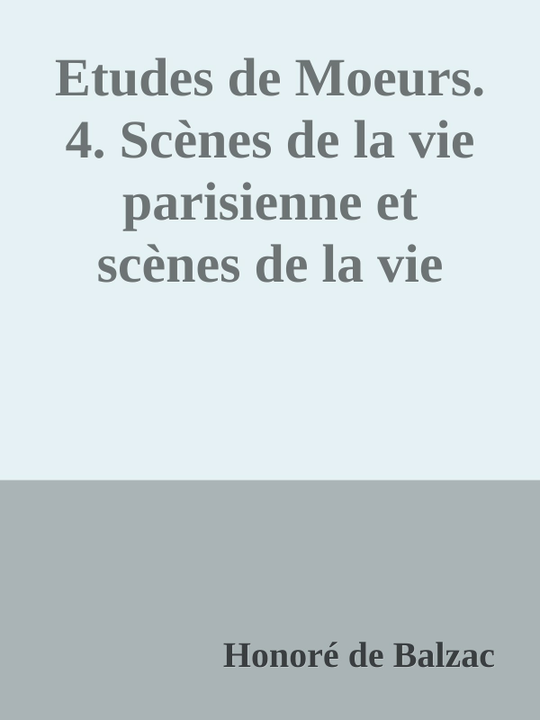 Etudes de Moeurs.
4. Scènes de la vie
parisienne et
scènes de la vie
Honoré de Balzac